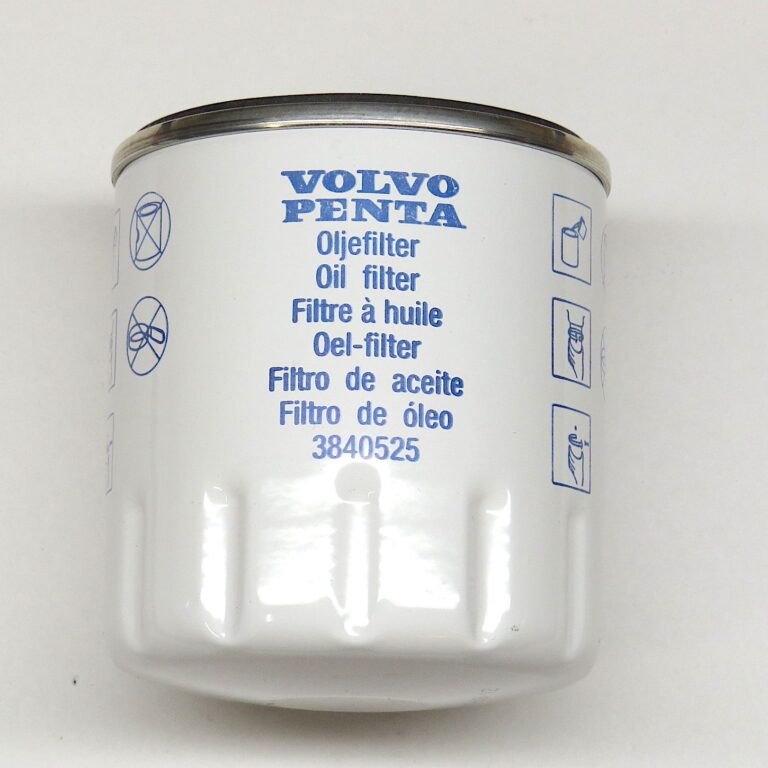 VOLVO
PENTA
Oljefilter
Oil filter
Filtre à huile
Oel-filter
Filtro de aceite
Filtro de óleo
3840525